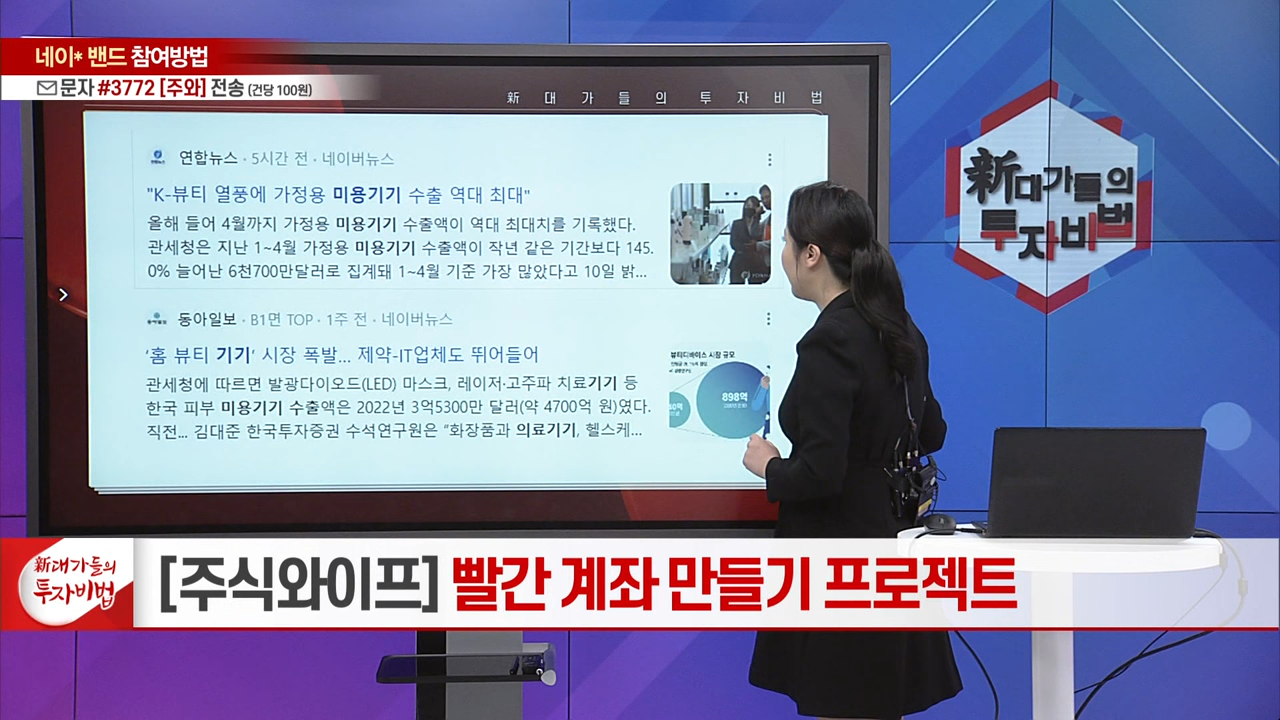 네이* 밴드 참여방법
문자 #3772 [주와] 전송 (건당 100원)
新 대 가 들 의 투 자 비 법
연합뉴스 · 5시간 전 · 네이버뉴스
"K-뷰티 열풍에 가정용 미용기기 수출 역대 최대"
올해 들어 4월까지 가정용 미용기기 수출액이 역대 최대치를 기록했다.
관세청은 지난 1~4월 가정용 미용기기 수출액이 작년 같은 기간보다 145.
0% 늘어난 6천700만달러로 집계돼 1~4월 기준 가장 많았다고 10일 밝...
동아일보 · B1면 TOP · 1주 전 · 네이버뉴스
‘홈 뷰티 기기’ 시장 폭발... 제약-IT업체도 뛰어들어
관세청에 따르면 발광다이오드(LED) 마스크, 레이저·고주파 치료기기 등
한국 피부 미용기기 수출액은 2022년 3억5300만 달러(약 4700억 원)였다.
직전... 김대준 한국투자증권 수석연구원은 “화장품과 의료기기, 헬스케...
뷰티디바이스 시장 규모
898억
新대가들의
투자비법
新대가들의
투자비법
[주식와이프] 빨간 계좌 만들기 프로젝트